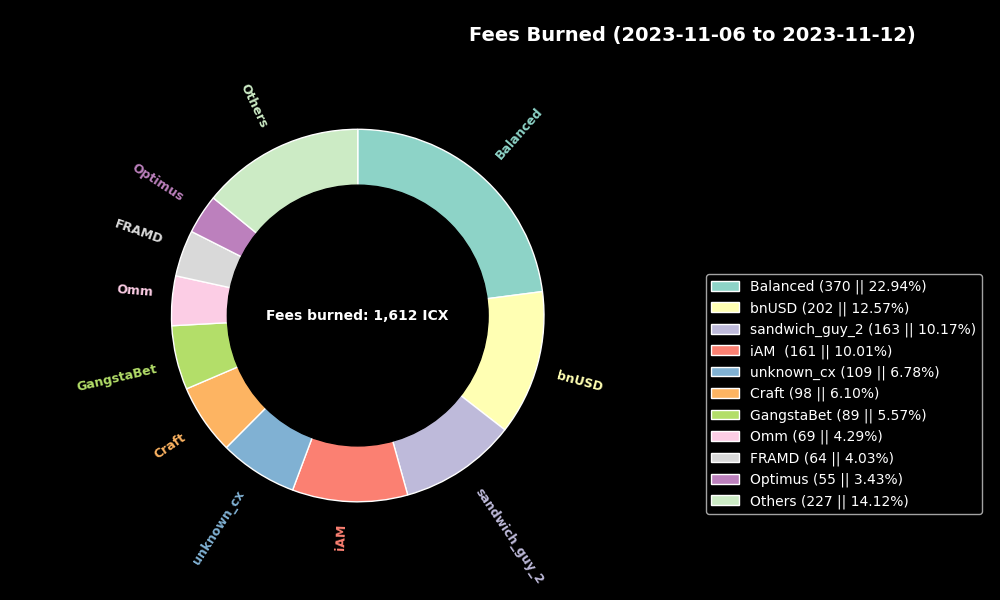 Fees Burned (2023-11-06 to 2023-11-12)
Others
Balanced
Optimus
FRAMD
Omm
Fees burned: 1,612 ICX
GangstaBet
bnUSD
Craft
unknown_cx
iAM
sandwich_guy_2
Balanced (370 || 22.94%)
bnUSD (202 || 12.57%)
sandwich_guy_2 (163 || 10.17%)
iAM  (161 || 10.01%)
unknown_cx (109 || 6.78%)
Craft (98 || 6.10%)
GangstaBet (89 || 5.57%)
Omm (69 || 4.29%)
FRAMD (64 || 4.03%)
Optimus (55 || 3.43%)
Others (227 || 14.12%)